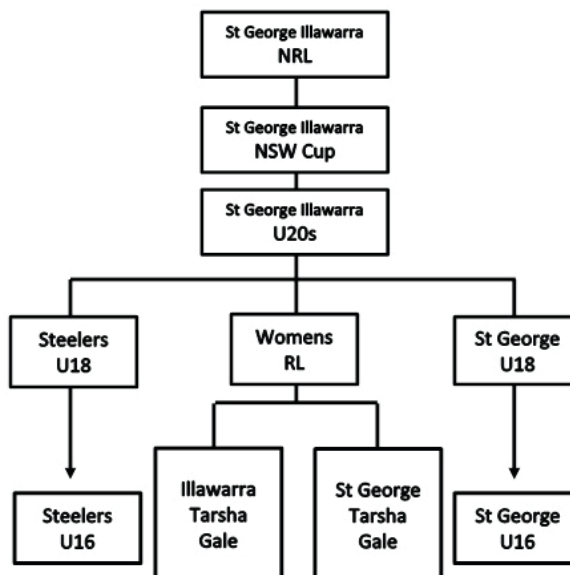 St George Illawarra
NRL
St George Illawarra
NSW Cup
St George Illawarra
U20s
Steelers
U18
Womens
RL
St George
U18
Illawarra
Tarsha
Gale
St George
Tarsha
Gale
Steelers
U16
St George
U16